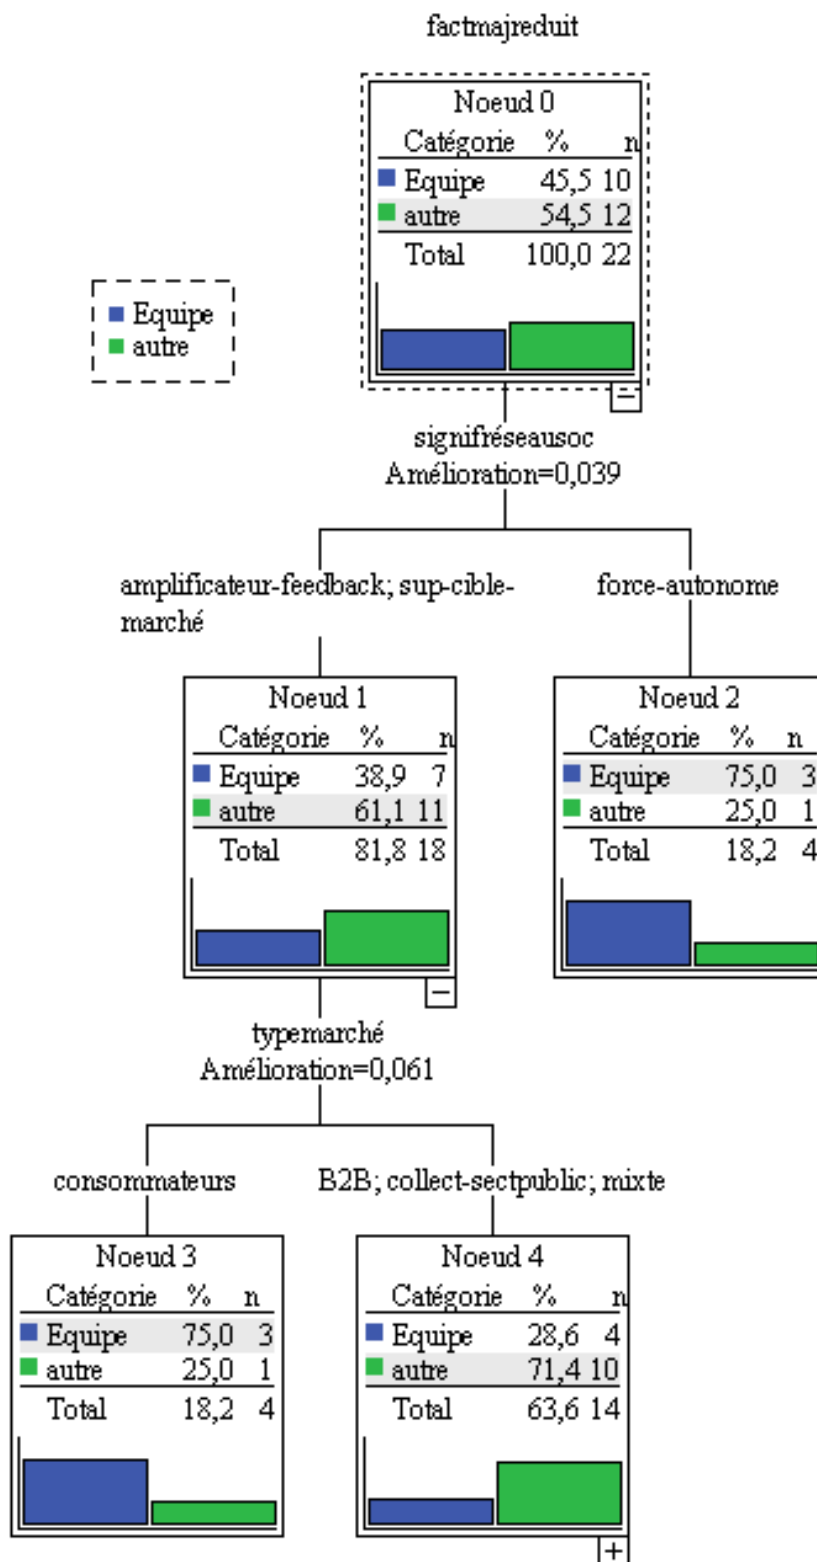 factmajreduit
Noeud 0
Catégorie % n
Equipe 45,5 10
autre 54,5 12
Total 100,0 22
Equipe
autre
signifréseausoc
Amélioration=0,039
amplificateur-feedback; sup-cible-
marché
force-autonome
Noeud 1
Catégorie % n
Equipe 38,9 7
autre 61,1 11
Total 81,8 18
Noeud 2
Catégorie % n
Equipe 75,0 3
autre 25,0 1
Total 18,2 4
typemarché
Amélioration=0,061
consommateurs
B2B; collect-sectpublic; mixte
Noeud 3
Catégorie % n
Equipe 75,0 3
autre 25,0 1
Total 18,2 4
Noeud 4
Catégorie % n
Equipe 28,6 4
autre 71,4 10
Total 63,6 14